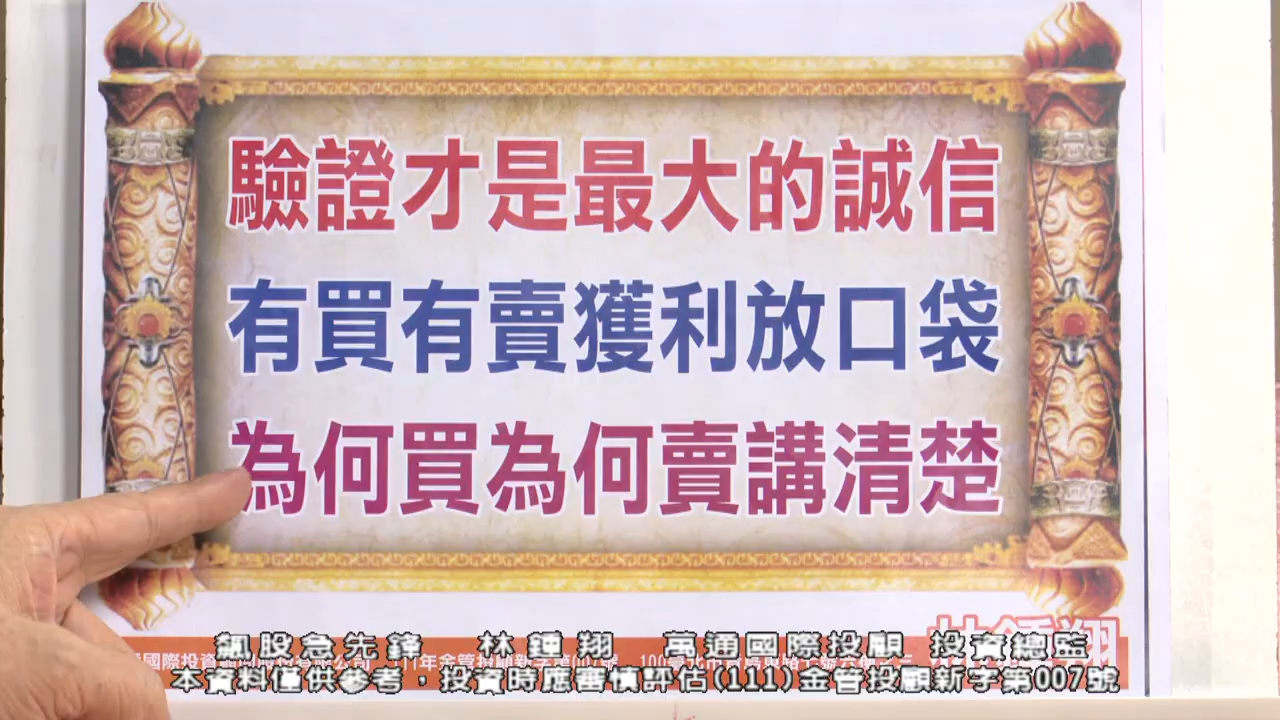 驗證才是最大的誠信
有買有賣獲利放口袋
為何買為何賣講清楚
飆股急先鋒 林鍾翔 萬通國際投顧 投資總監
本資料僅供參考，投資時應審慎評估(111)金管投顧新字第007號